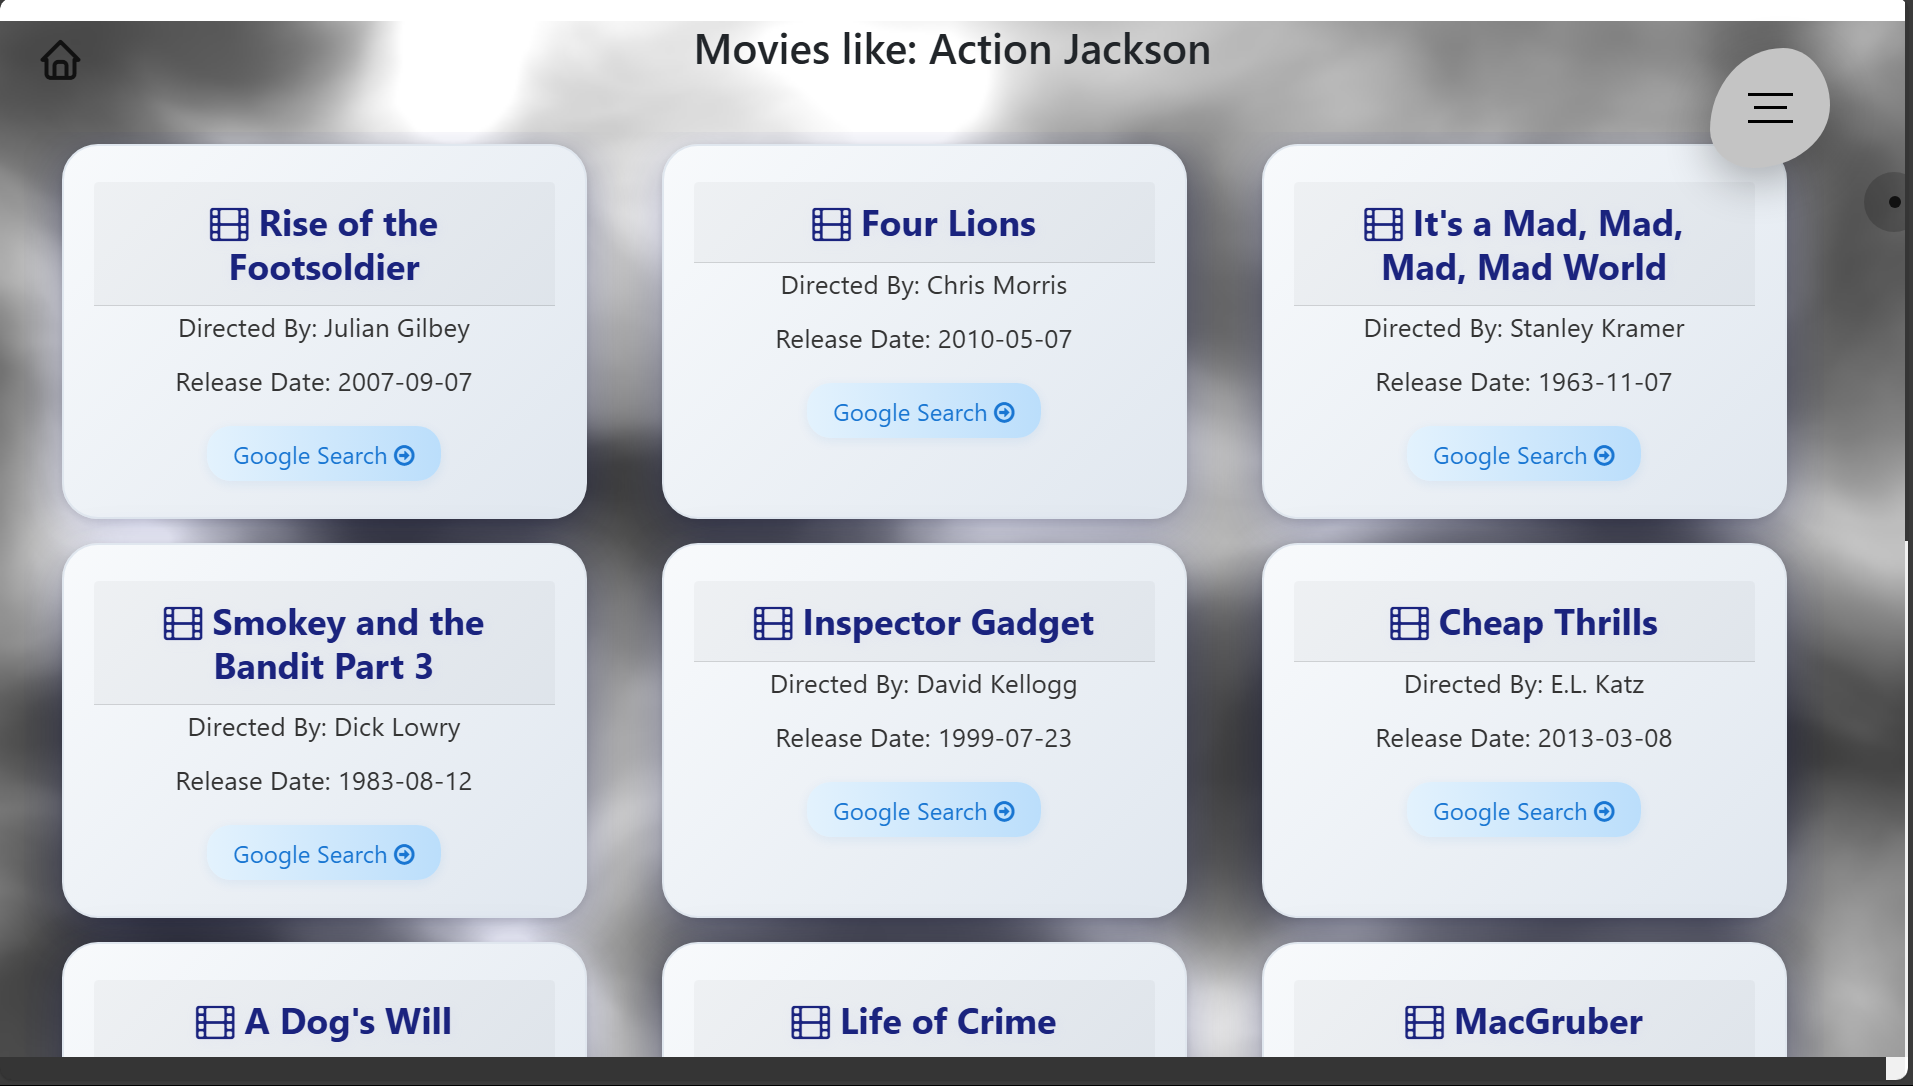 Movies like: Action Jackson
Rise of the
Footsoldier
Directed By: Julian Gilbey
Release Date: 2007-09-07
Google Search
Four Lions
Directed By: Chris Morris
Release Date: 2010-05-07
Google Search
It's a Mad, Mad,
Mad, Mad World
Directed By: Stanley Kramer
Release Date: 1963-11-07
Google Search
Smokey and the
Bandit Part 3
Directed By: Dick Lowry
Release Date: 1983-08-12
Google Search
Inspector Gadget
Directed By: David Kellogg
Release Date: 1999-07-23
Google Search
Cheap Thrills
Directed By: E.L. Katz
Release Date: 2013-03-08
Google Search
A Dog's Will
Life of Crime
MacGruber